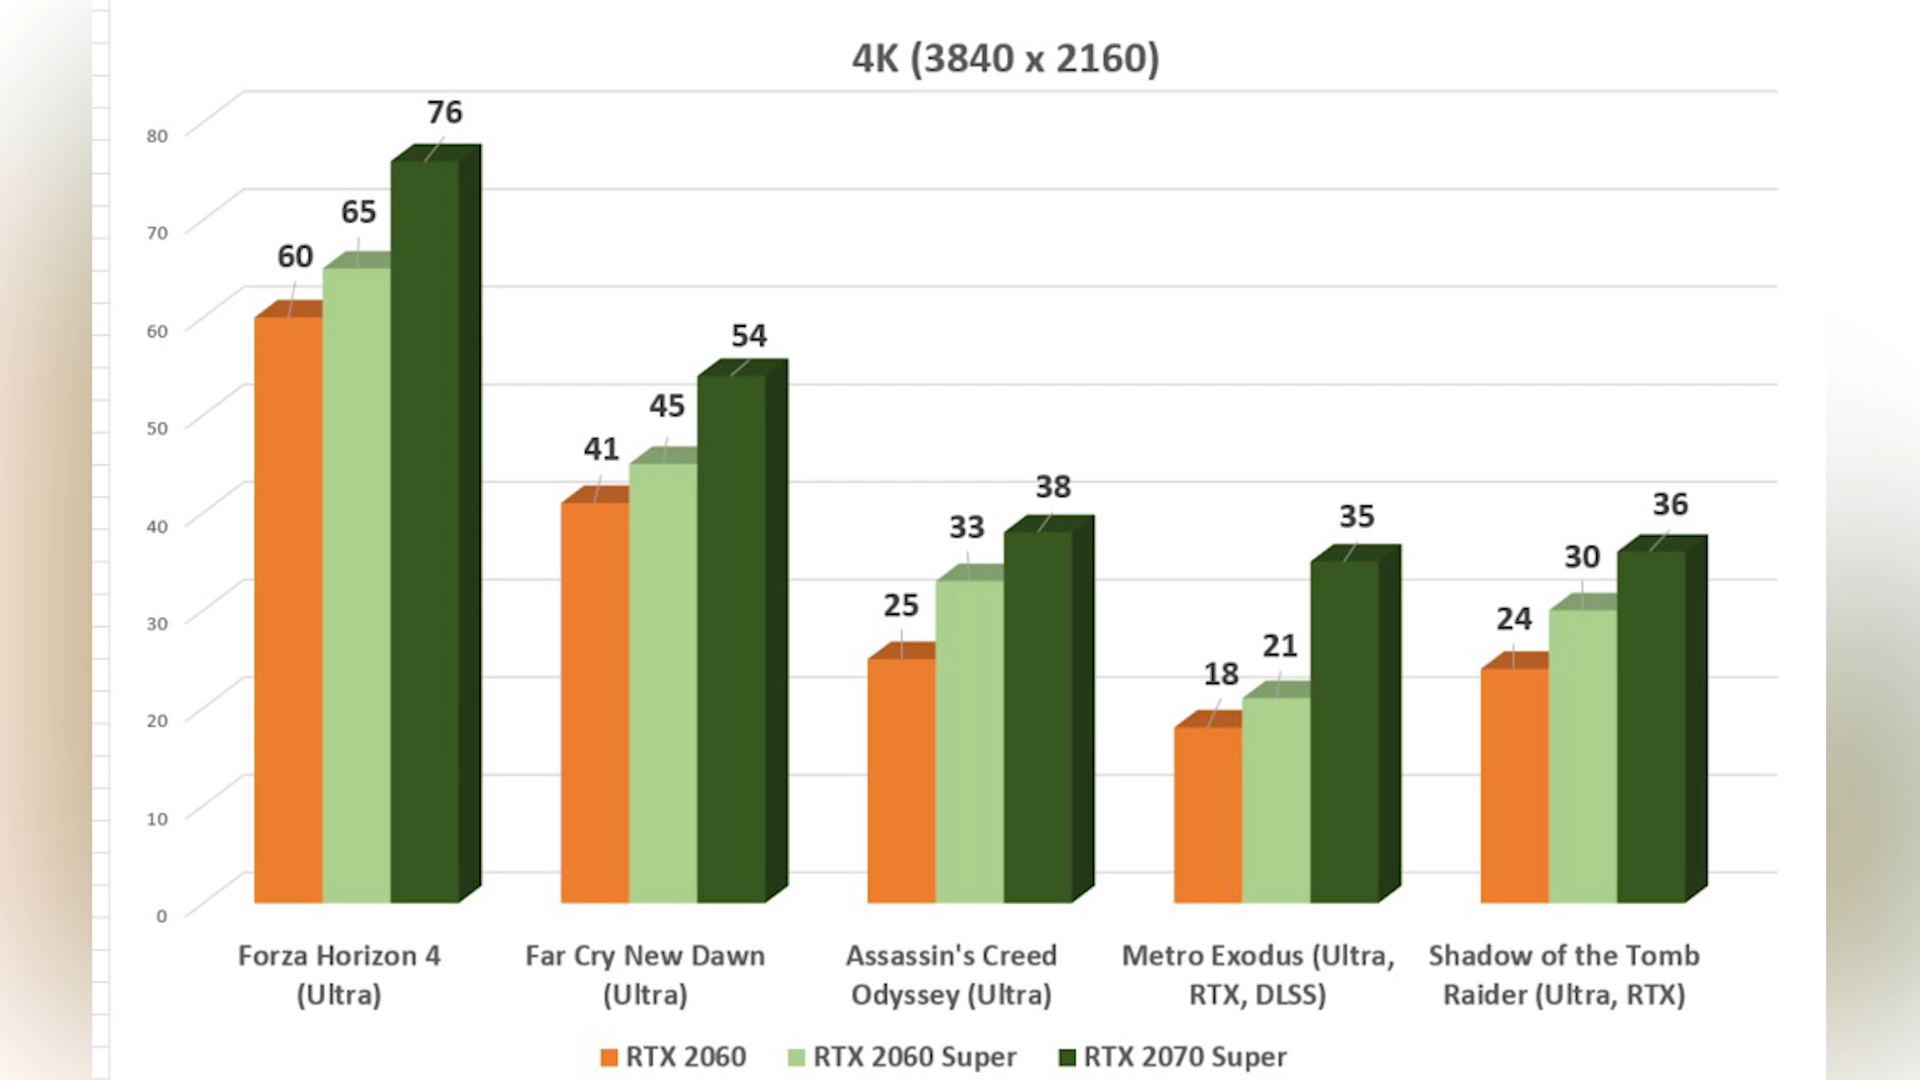 4K (3840 x 2160)
80
70
60
50
40
30
20
10
0
60
65
76
41
45
54
25
33
38
18
21
35
24
30
36
Forza Horizon 4
(Ultra)
Far Cry New Dawn
(Ultra)
Assassin's Creed
Odyssey (Ultra)
Metro Exodus (Ultra,
RTX, DLSS)
Shadow of the Tomb
Raider (Ultra, RTX)
RTX 2060
RTX 2060 Super
RTX 2070 Super